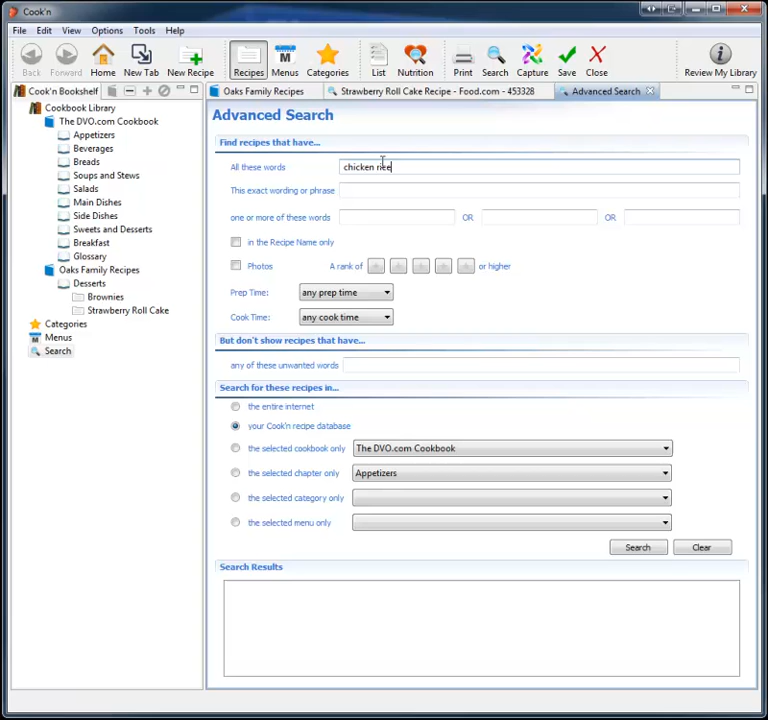 Cook'n
File Edit View Options Tools Help
Back Forward Home New Tab New Recipe Recipes Menus Categories List Nutrition Print Search Capture Save Close Review My Library
Cook'n Bookshelf
Oaks Family Recipes Strawberry Roll Cake Recipe - Food.com - 453328 Advanced Search
Cookbook Library
The DVO.com Cookbook
Appetizers
Beverages
Breads
Soups and Stews
Salads
Main Dishes
Side Dishes
Sweets and Desserts
Breakfast
Glossary
Oaks Family Recipes
Desserts
Brownies
Strawberry Roll Cake
Categories
Menus
Search
Advanced Search
Find recipes that have...
All these words chicken rice
This exact wording or phrase
one or more of these words OR OR
in the Recipe Name only
Photos A rank of or higher
Prep Time: any prep time
Cook Time: any cook time
But don't show recipes that have...
any of these unwanted words
Search for these recipes in...
the entire internet
your Cook'n recipe database
the selected cookbook only The DVO.com Cookbook
the selected chapter only Appetizers
the selected category only
the selected menu only
Search Clear
Search Results